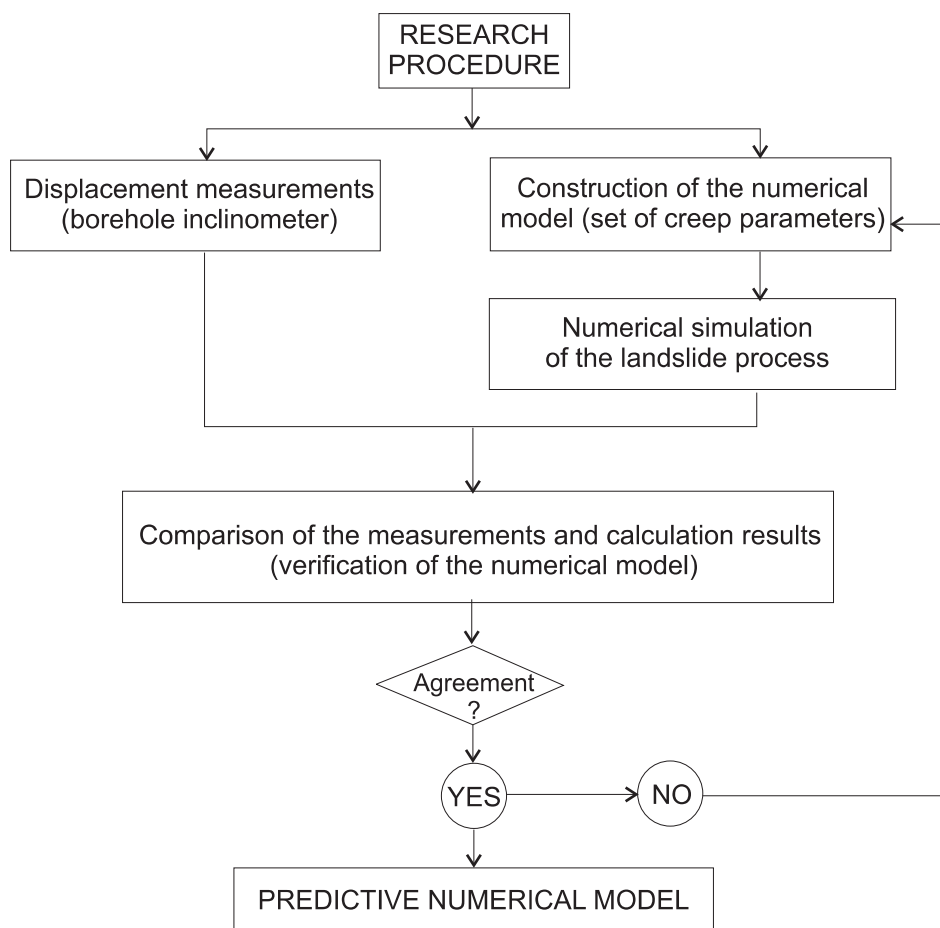 RESEARCH
PROCEDURE
Displacement measurements
(borehole inclinometer)
Construction of the numerical
model (set of creep parameters)
Numerical simulation
of the landslide process
Comparison of the measurements and calculation results
(verification of the numerical model)
Agreement
?
YES
NO
PREDICTIVE NUMERICAL MODEL